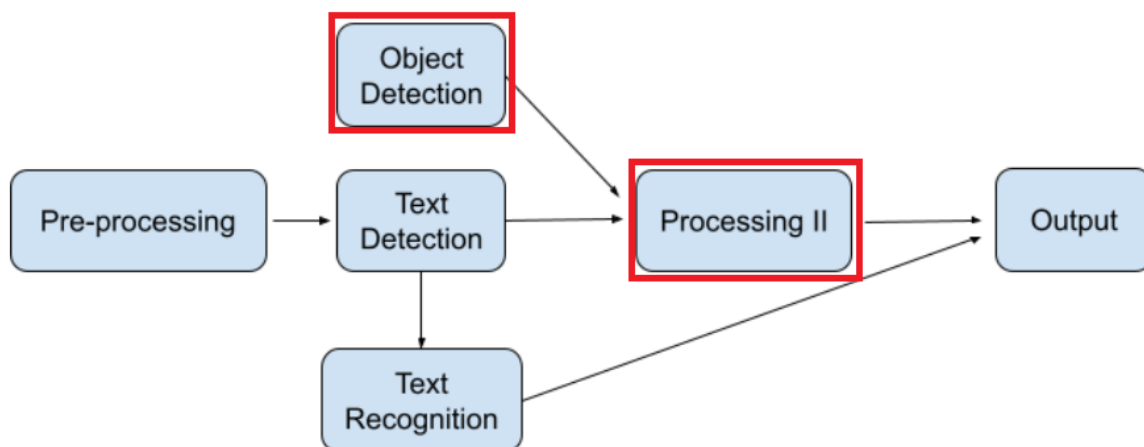 Object
Detection
Pre-processing
Text
Detection
Processing II
Output
Text
Recognition